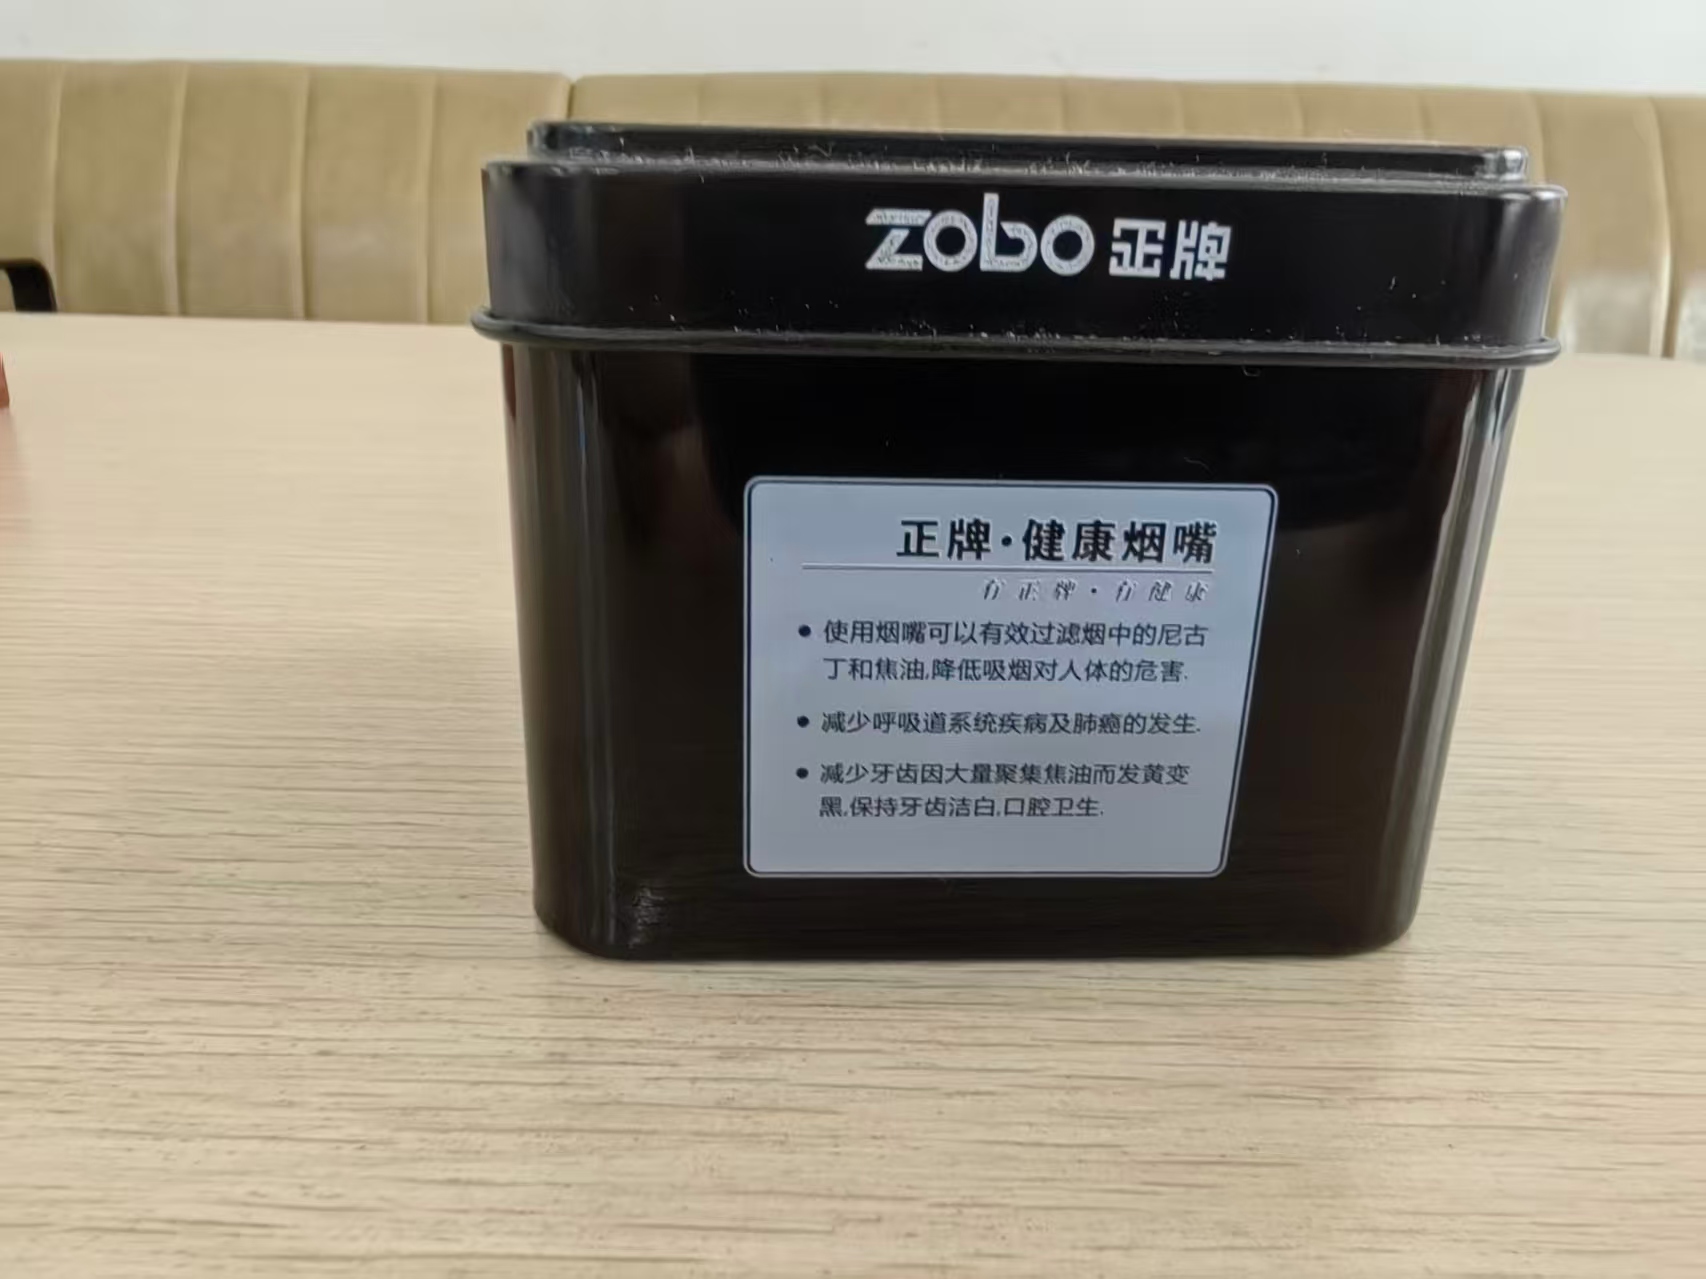 zobo 正牌
正牌·健康烟嘴
有正牌·有健康
●使用烟嘴可以有效过滤烟中的尼古
丁和焦油,降低吸烟对人体的危害.
●减少呼吸道系统疾病及肺癌的发生.
●减少牙齿因大量聚集焦油而发黄变
黑,保持牙齿洁白,口腔卫生.